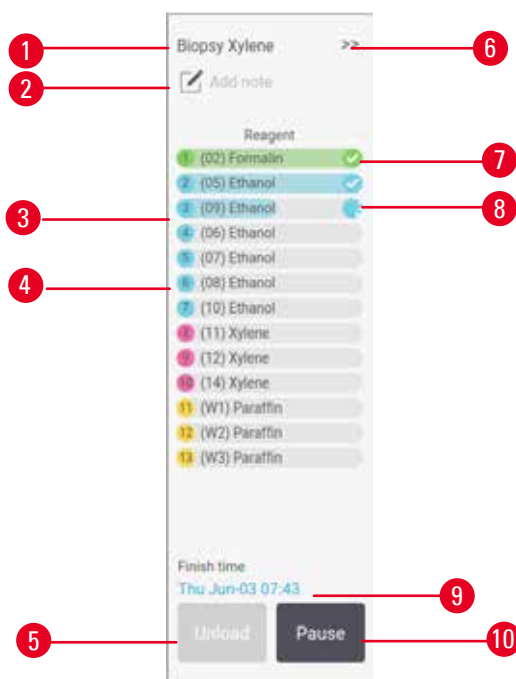 1 Biopsy Xylene >> 6
2 Add note
Reagent
1 (02) Formalin 7
2 (05) Ethanol
3 3 (09) Ethanol 8
4 (06) Ethanol
5 (07) Ethanol
4 6 (08) Ethanol
7 (10) Ethanol
8 (11) Xylene
9 (12) Xylene
10 (14) Xylene
11 (W1) Paraffin
12 (W2) Paraffin
13 (W3) Paraffin
Finish time
Thu Jun-03 07:43 9
5 Unload Pause 10